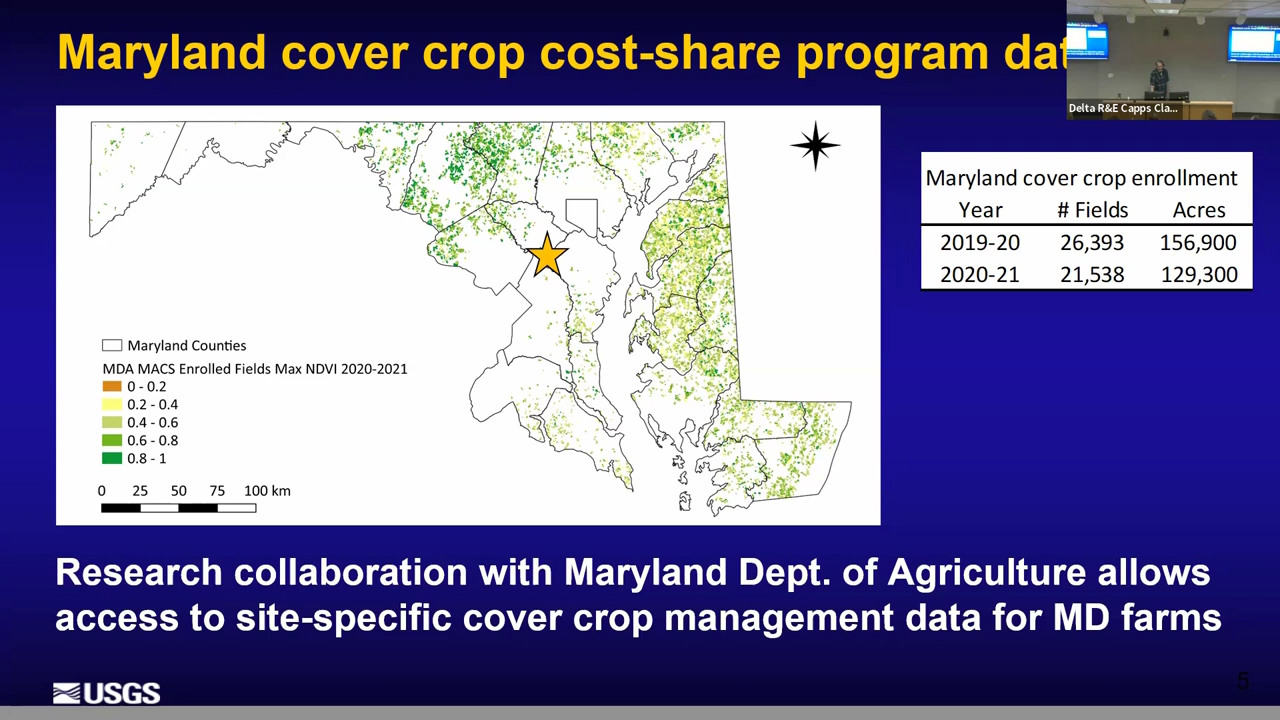 Maryland cover crop cost-share program dat
Delta R&E Capps Cla...
Maryland cover crop enrollment
Year # Fields Acres
2019-20 26,393 156,900
2020-21 21,538 129,300
Maryland Counties
MDA MACS Enrolled Fields Max NDVI 2020-2021
0 - 0.2
0.2 - 0.4
0.4 - 0.6
0.6 - 0.8
0.8 - 1
0 25 50 75 100 km
Research collaboration with Maryland Dept. of Agriculture allows
access to site-specific cover crop management data for MD farms
USGS
5